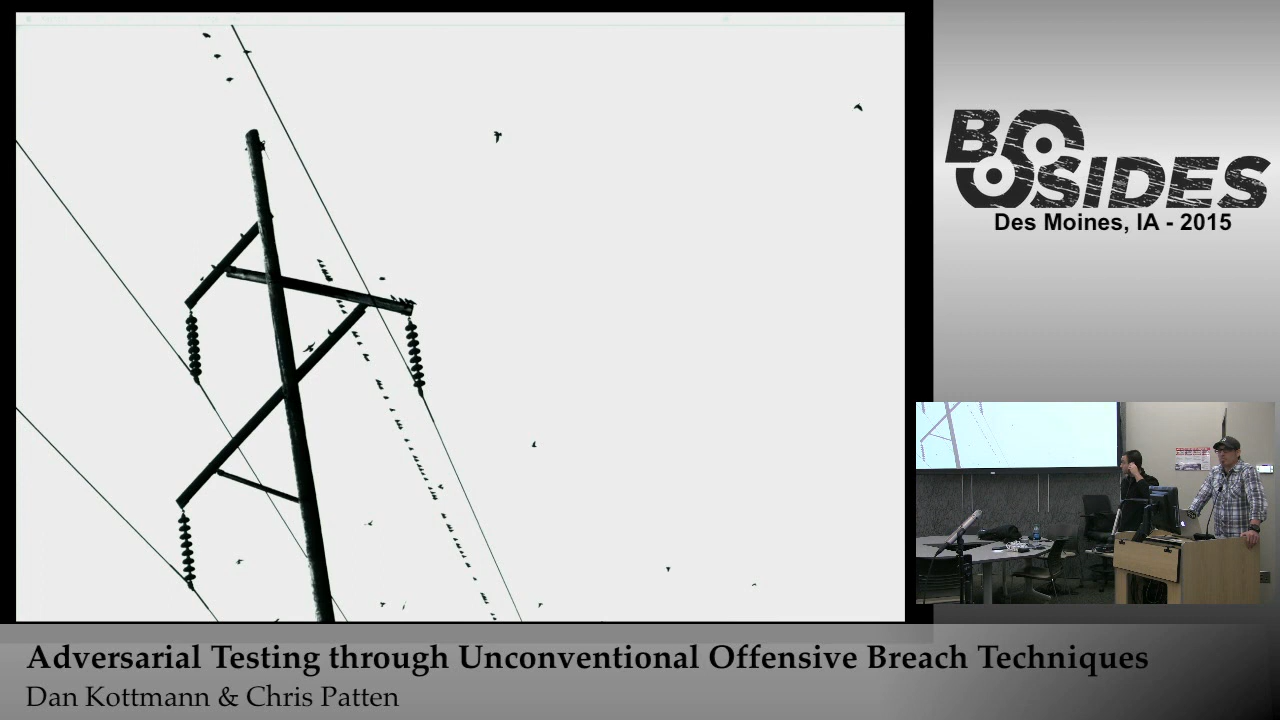 BSIDES
Des Moines, IA - 2015
Adversarial Testing through Unconventional Offensive Breach Techniques
Dan Kottmann & Chris Patten